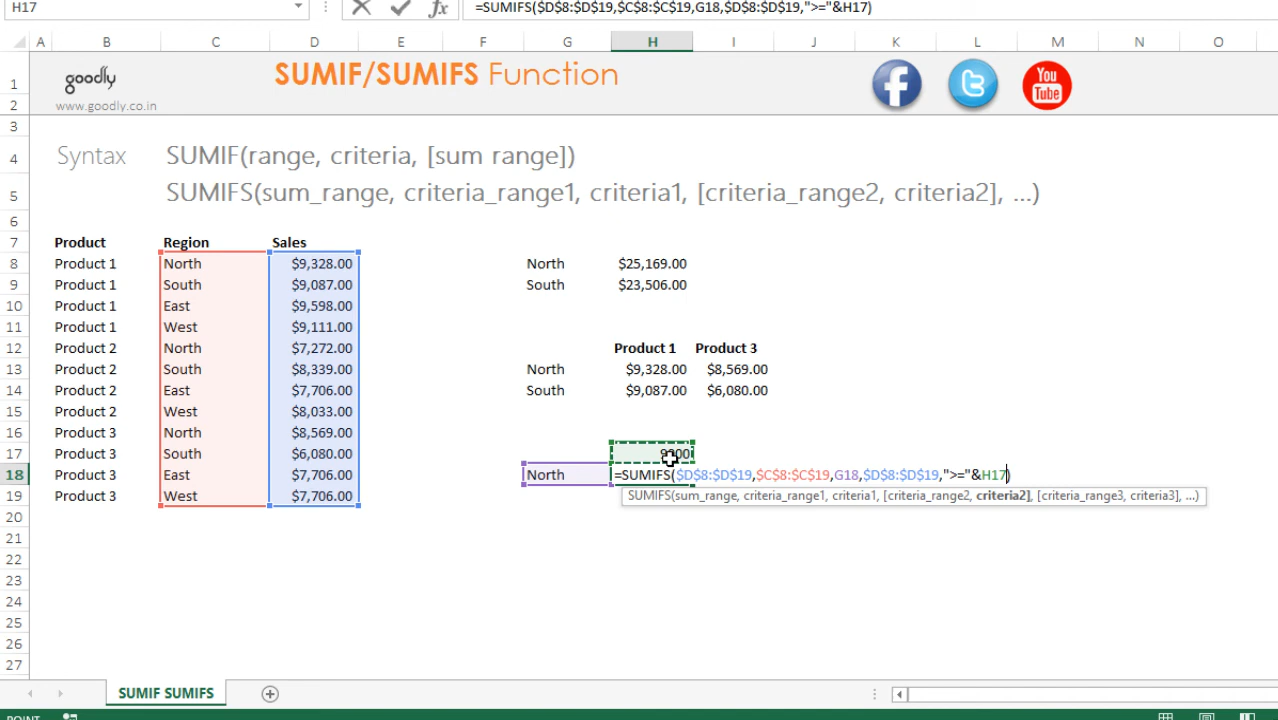 H17 fx =SUMIFS($D$8:$D$19,$C$8:$C$19,G18,$D$8:$D$19,">="&H17)
A B C D E F G H I J K L M N O
1 goodly SUMIF/SUMIFS Function f t You Tube
2 www.goodly.co.in
3
4 Syntax SUMIF(range, criteria, [sum range])
5 SUMIFS(sum_range, criteria_range1, criteria1, [criteria_range2, criteria2], ...)
6
7 Product Region Sales
8 Product 1 North $9,328.00 North $25,169.00
9 Product 1 South $9,087.00 South $23,506.00
10 Product 1 East $9,598.00
11 Product 1 West $9,111.00
12 Product 2 North $7,272.00 Product 1 Product 3
13 Product 2 South $8,339.00 North $9,328.00 $8,569.00
14 Product 2 East $7,706.00 South $9,087.00 $6,080.00
15 Product 2 West $8,033.00
16 Product 3 North $8,569.00
17 Product 3 South $6,080.00
18 Product 3 East $7,706.00 North =SUMIFS($D$8:$D$19,$C$8:$C$19,G18,$D$8:$D$19,">="&H17)
19 Product 3 West $7,706.00 SUMIFS(sum_range, criteria_range1, criteria1, [criteria_range2, criteria2], [criteria_range3, criteria3], ...)
20
21
22
23
24
25
26
27
SUMIF SUMIFS
POINT